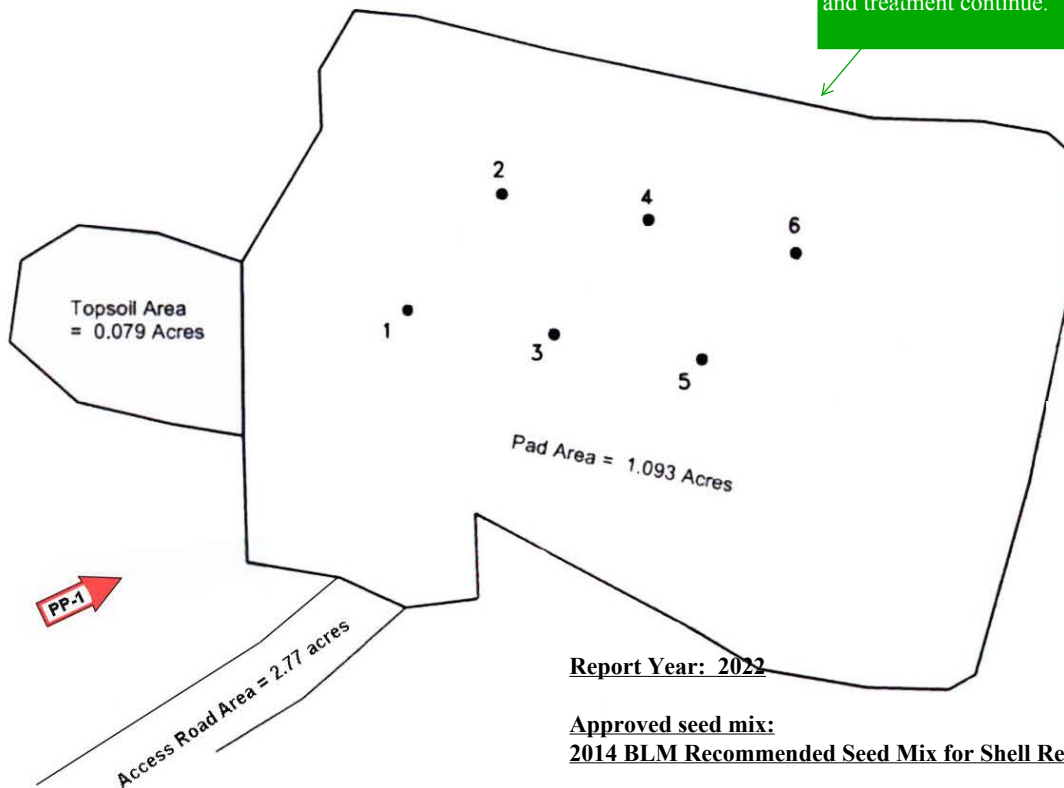 and treatment continue.
2
4
6
Topsoil Area
= 0.079 Acres
1
3
5
Pad Area = 1.093 Acres
PP-1
Access Road Area = 2.77 acres
Report Year: 2022
Approved seed mix:
2014 BLM Recommended Seed Mix for Shell Re